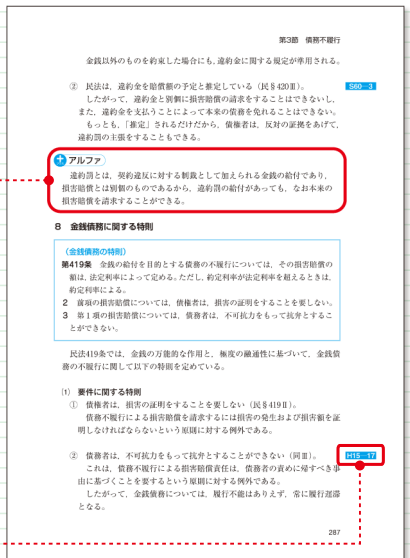 第3節 債務不履行
金銭以外のものを約束した場合にも,違約金に関する規定が準用される。
② 民法は,違約金を賠償額の予定と推定している(民§420Ⅲ)。
S60-3
したがって,違約金と別個に損害賠償の請求をすることはできないし,
また,違約金を支払うことによって本来の債務を免れることはできない。
もっとも,「推定」されるだけだから,債権者は,反対の証拠をあげて,
違約罰の主張をすることもできる。
+アルファ
違約罰とは,契約違反に対する制裁として加えられる金銭の給付であり,
損害賠償とは別個のものであるから,違約罰の給付があっても,なお本来の
損害賠償を請求することができる。
8 金銭債務に関する特則
(金銭債務の特則)
第419条 金銭の給付を目的とする債務の不履行については,その損害賠償の
額は,法定利率によって定める。ただし,約定利率が法定利率を超えるときは,
約定利率による。
2 前項の損害賠償については,債権者は,損害の証明をすることを要しない。
3 第1項の損害賠償については,債務者は,不可抗力をもって抗弁とするこ
とができない。
民法419条では,金銭の万能的な作用と,極度の融通性に基づいて,金銭債
務の不履行に関して以下の特則を定めている。
⑴ 要件に関する特則
① 債権者は,損害の証明をすることを要しない(民§419Ⅱ)。
債務不履行による損害賠償を請求するには損害の発生および損害額を証
明しなければならないという原則に対する例外である。
② 債務者は,不可抗力をもって抗弁とすることができない(同Ⅲ)。
H15-17
これは,債務不履行による損害賠償責任は,債務者の責めに帰すべき事
由に基づくことを要するという原則に対する例外である。
したがって,金銭債務については,履行不能はありえず,常に履行遅滞
となる。
287